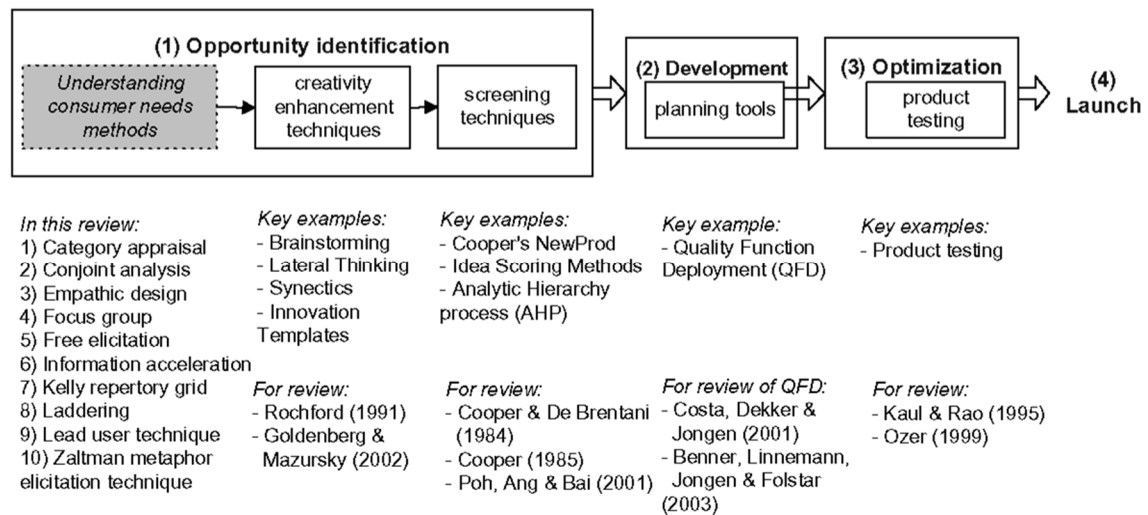 (1) Opportunity identification
Understanding
consumer needs
methods
creativity
enhancement
techniques
screening
techniques
(2) Development
planning tools
(3) Optimization
product
testing
(4)
Launch
In this review:
1) Category appraisal
2) Conjoint analysis
3) Empathic design
4) Focus group
5) Free elicitation
6) Information acceleration
7) Kelly repertory grid
8) Laddering
9) Lead user technique
10) Zaltman metaphor
elicitation technique
Key examples:
- Brainstorming
- Lateral Thinking
- Synectics
- Innovation
Templates
For review:
- Rochford (1991)
- Goldenberg &
Mazursky (2002)
Key examples:
- Cooper's NewProd
- Idea Scoring Methods
- Analytic Hierarchy
process (AHP)
For review:
- Cooper & De Brentani
(1984)
- Cooper (1985)
- Poh, Ang & Bai (2001)
Key example:
- Quality Function
Deployment (QFD)
For review of QFD:
- Costa, Dekker &
Jongen (2001)
- Benner, Linnemann,
Jongen & Folstar
(2003)
Key examples:
- Product testing
For review:
- Kaul & Rao (1995)
- Ozer (1999)